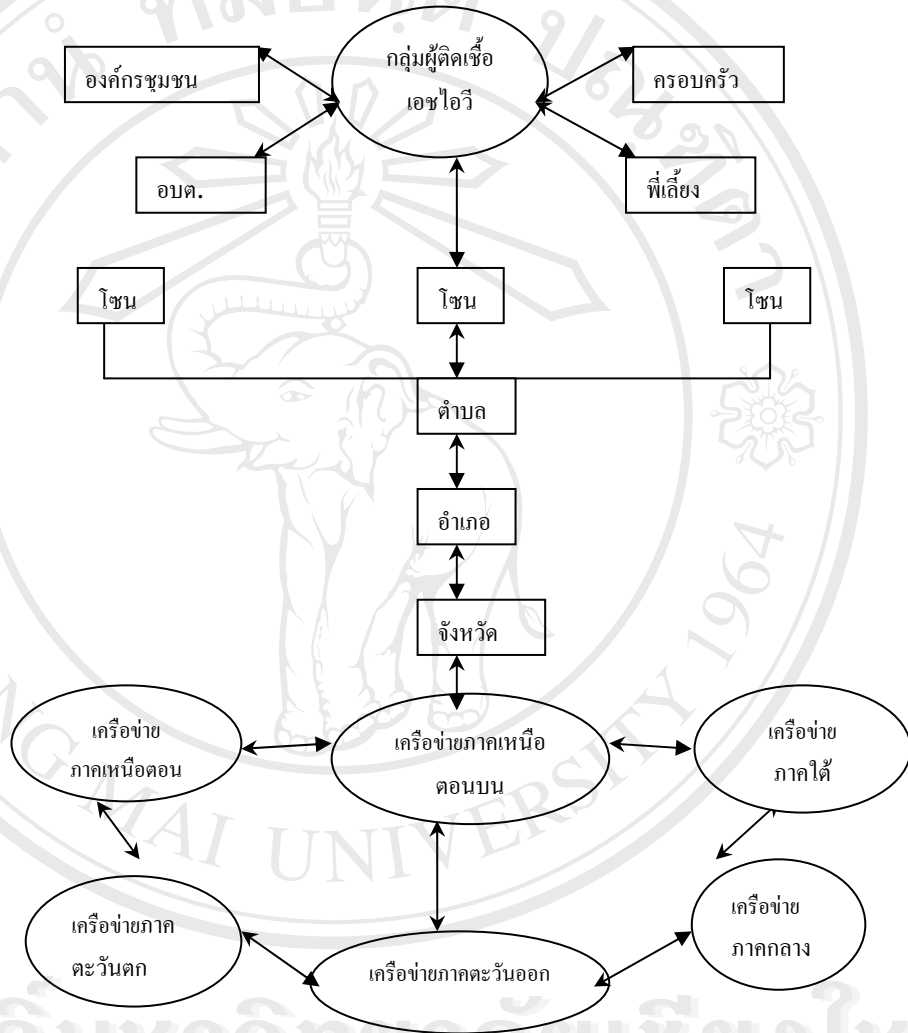 กลุ่มผู้ติดเชื้อ
เอชไอวี
องค์กรชุมชน
ครอบครัว
อบต.
พี่เลี้ยง
โซน
โซน
โซน
ตำบล
อำเภอ
จังหวัด
เครือข่าย
ภาคเหนือตอน
เครือข่ายภาคเหนือ
ตอนบน
เครือข่าย
ภาคใต้
เครือข่ายภาค
ตะวันตก
เครือข่ายภาคตะวันออก
เครือข่าย
ภาคกลาง
MAI UNIVERSITY 1964